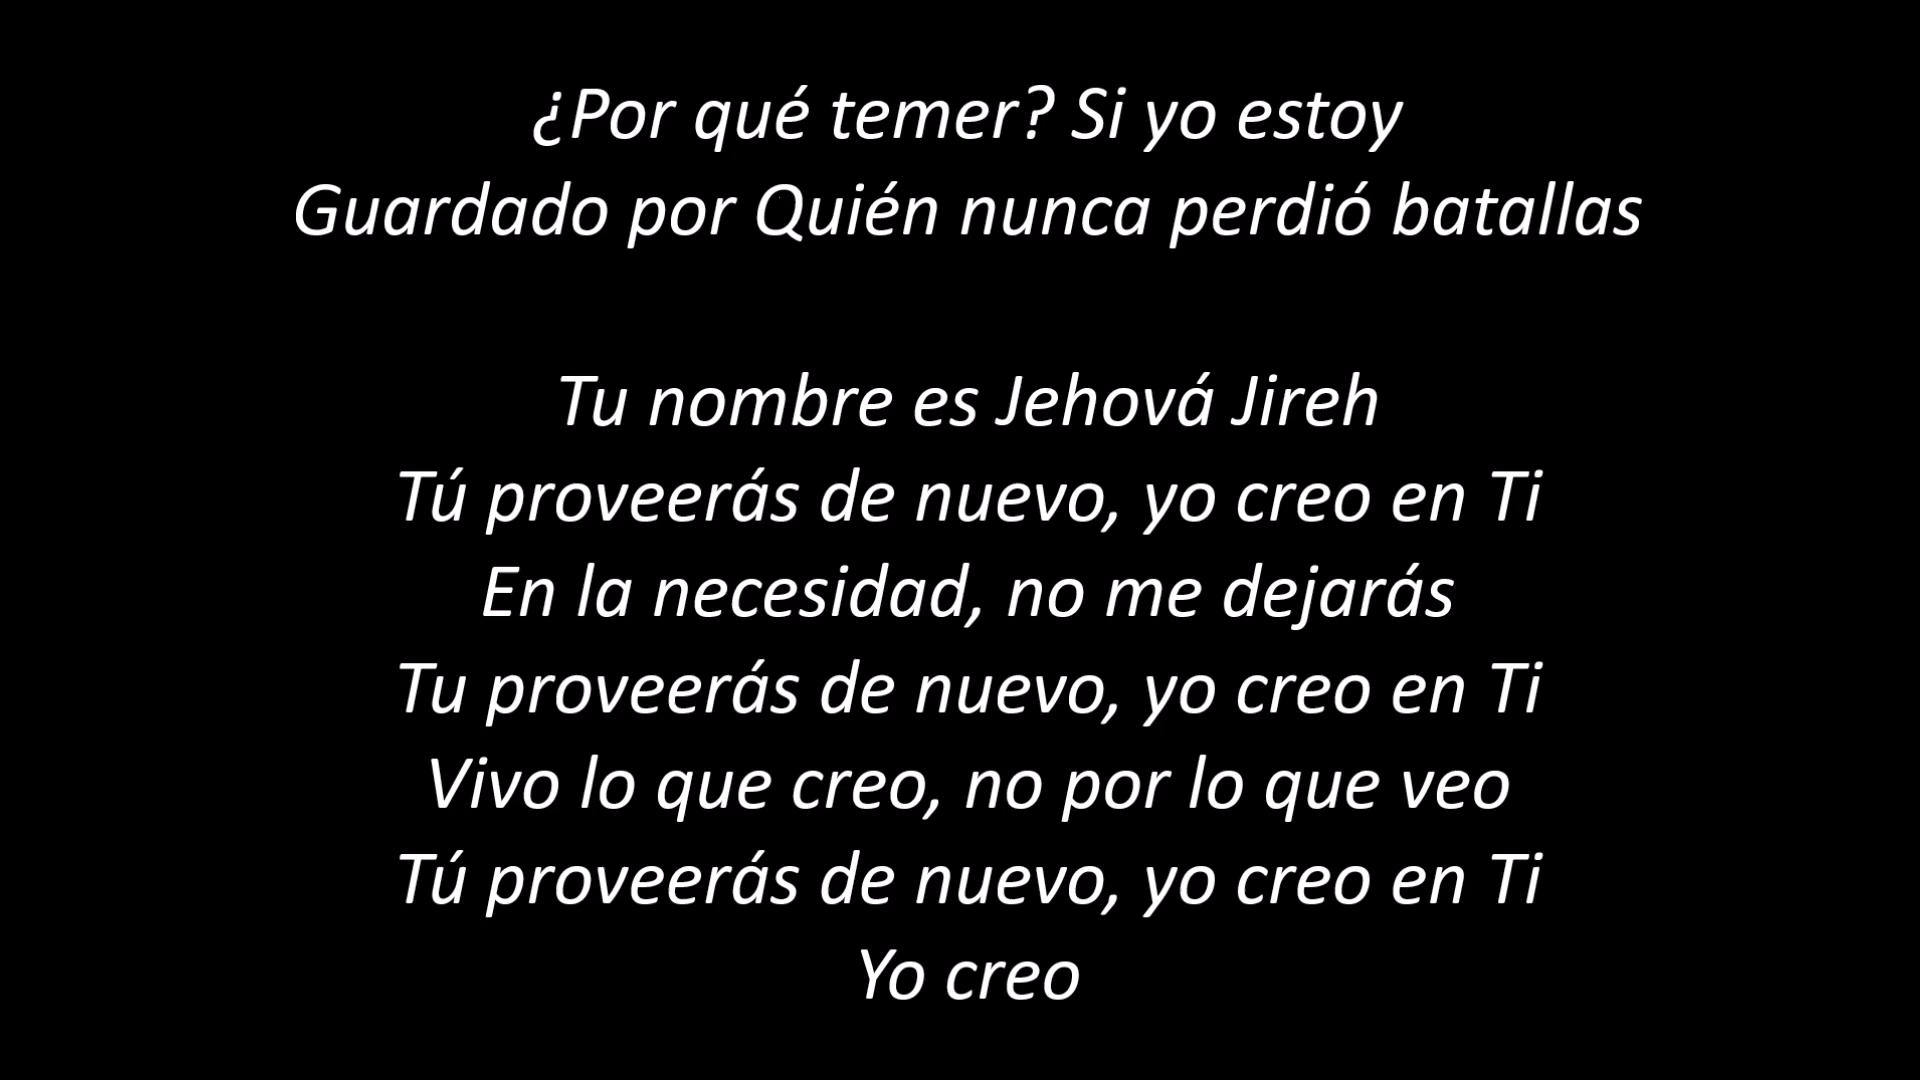 ¿Por qué temer? Si yo estoy
Guardado por Quién nunca perdió batallas
Tu nombre es Jehová Jireh
Tú proveerás de nuevo, yo creo en Ti
En la necesidad, no me dejarás
Tu proveerás de nuevo, yo creo en Ti
Vivo lo que creo, no por lo que veo
Tú proveerás de nuevo, yo creo en Ti
Yo creo